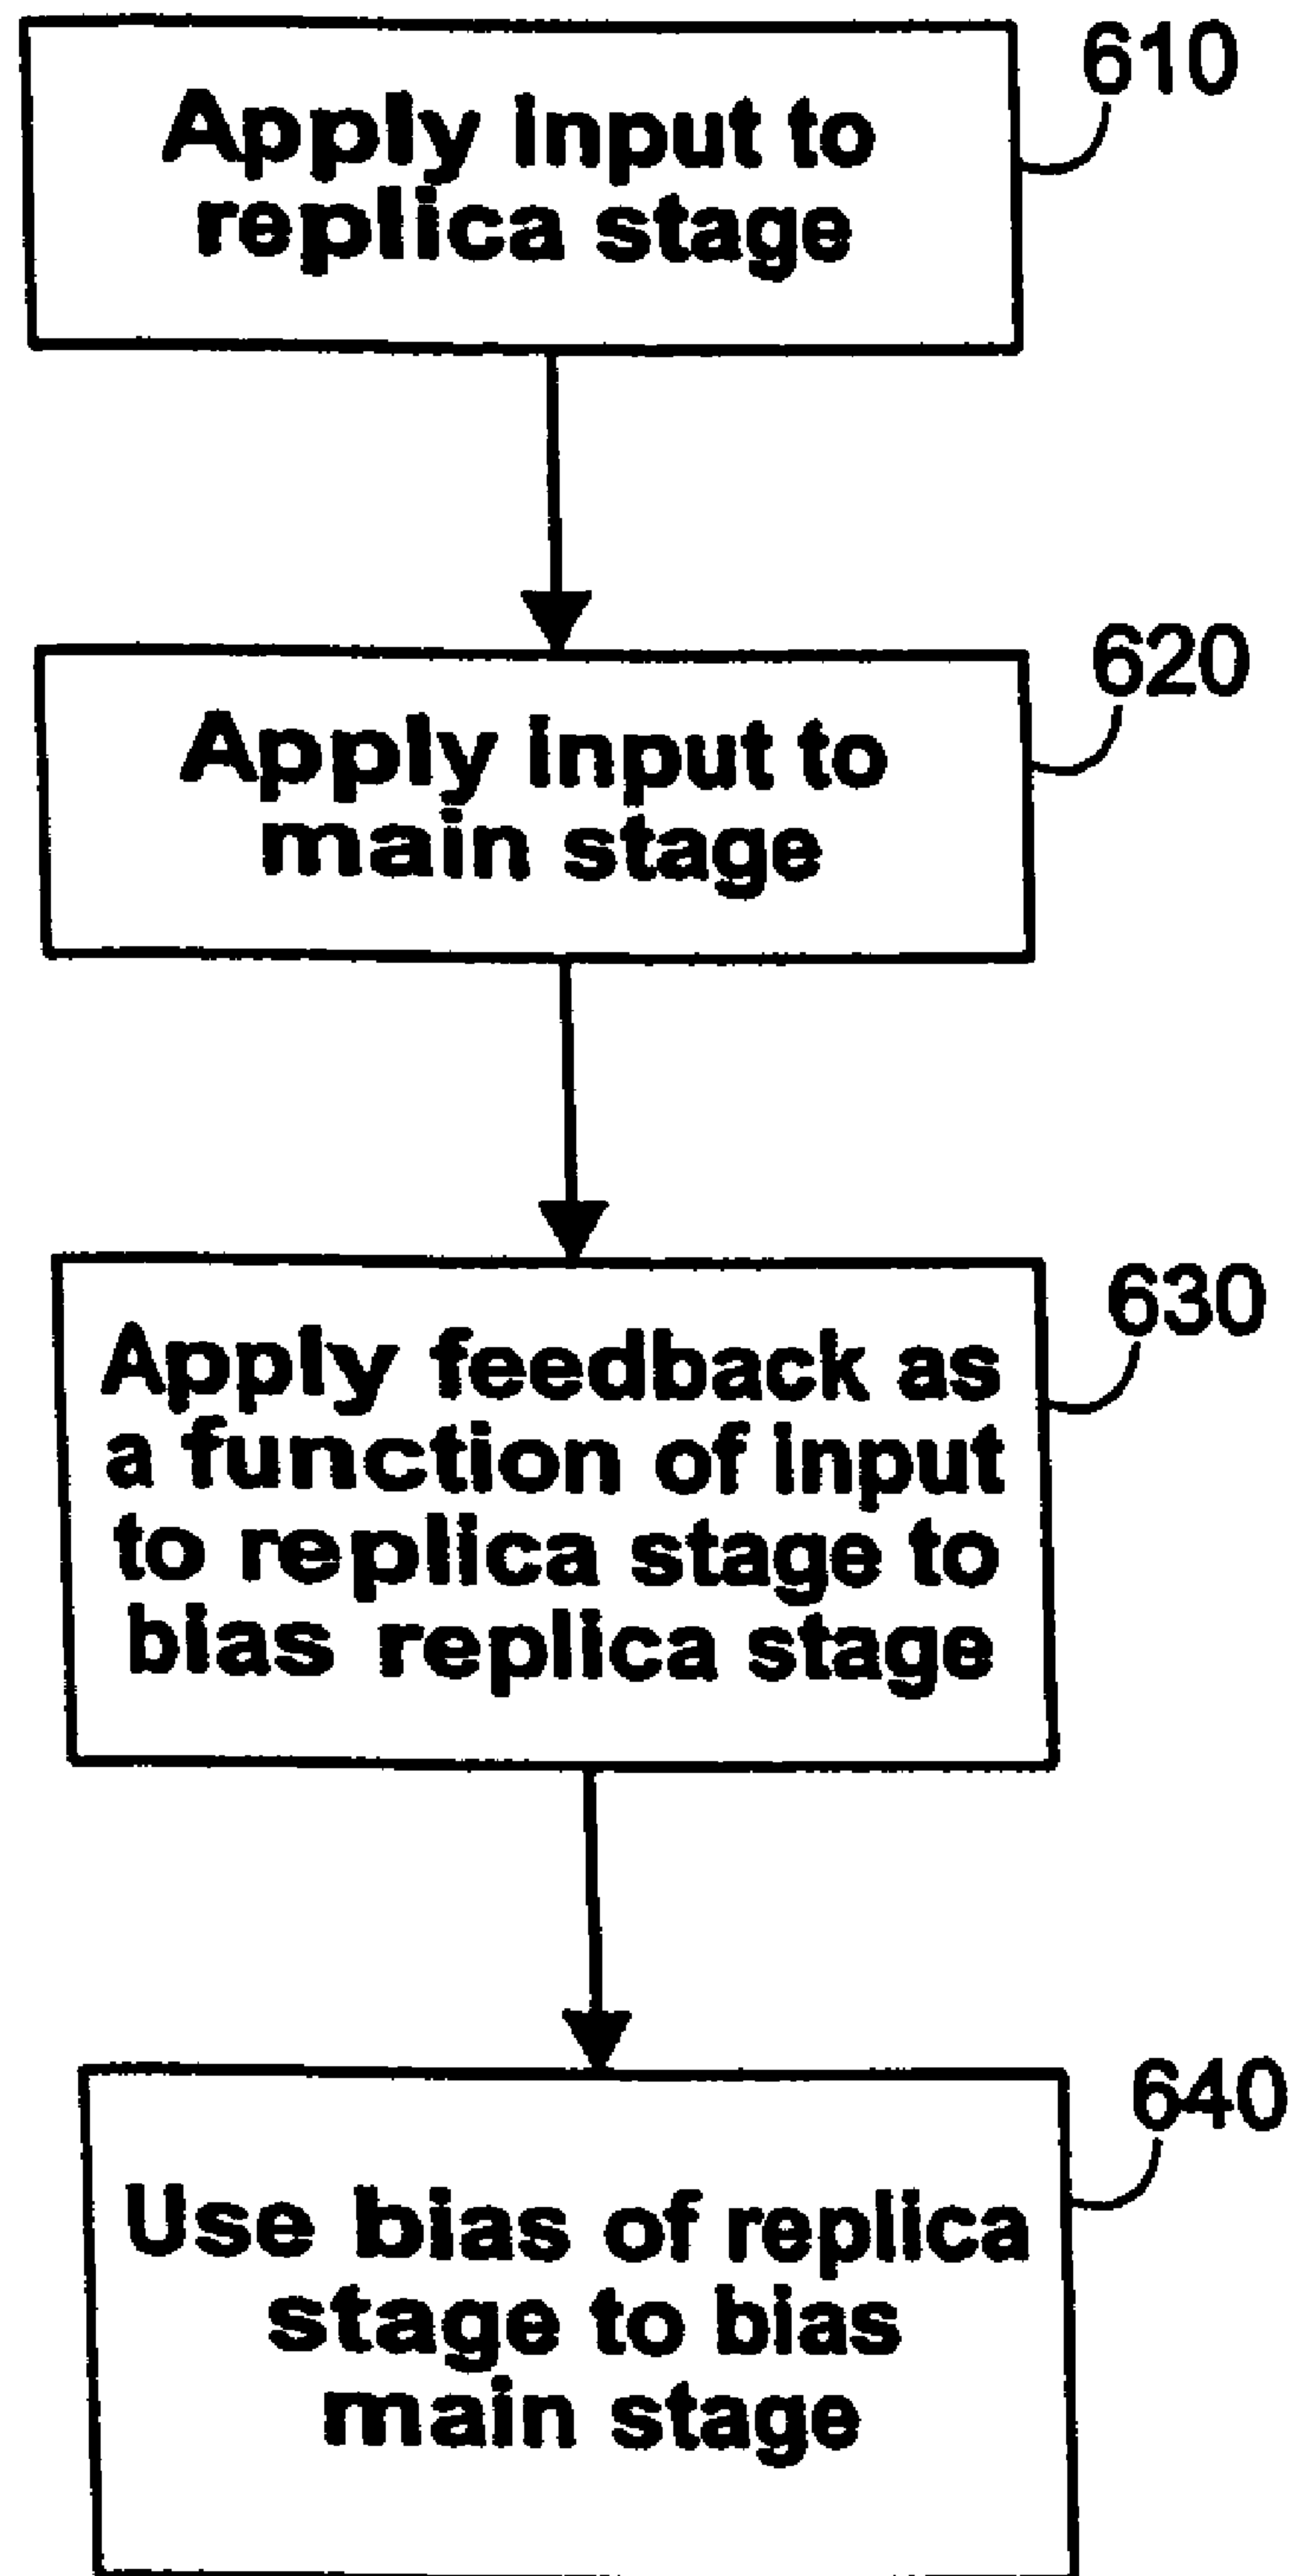 610
Apply input to
replica stage
620
Apply input to
main stage
630
Apply feedback as
a function of input
to replica stage to
bias replica stage
640
Use bias of replica
stage to bias
main stage